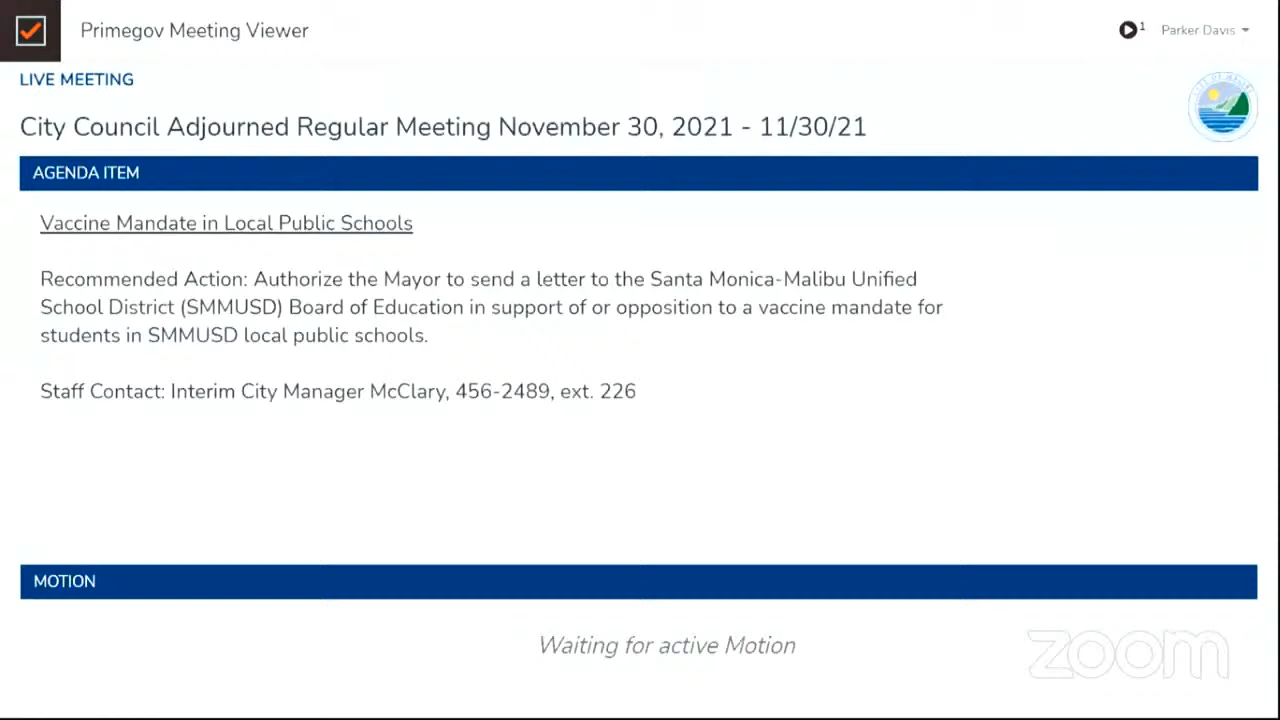 Primegov Meeting Viewer
1
Parker Davis
LIVE MEETING
City Council Adjourned Regular Meeting November 30, 2021 - 11/30/21
AGENDA ITEM
Vaccine Mandate in Local Public Schools
Recommended Action: Authorize the Mayor to send a letter to the Santa Monica-Malibu Unified
School District (SMMUSD) Board of Education in support of or opposition to a vaccine mandate for
students in SMMUSD local public schools.
Staff Contact: Interim City Manager McClary, 456-2489, ext. 226
MOTION
Waiting for active Motion
zoom